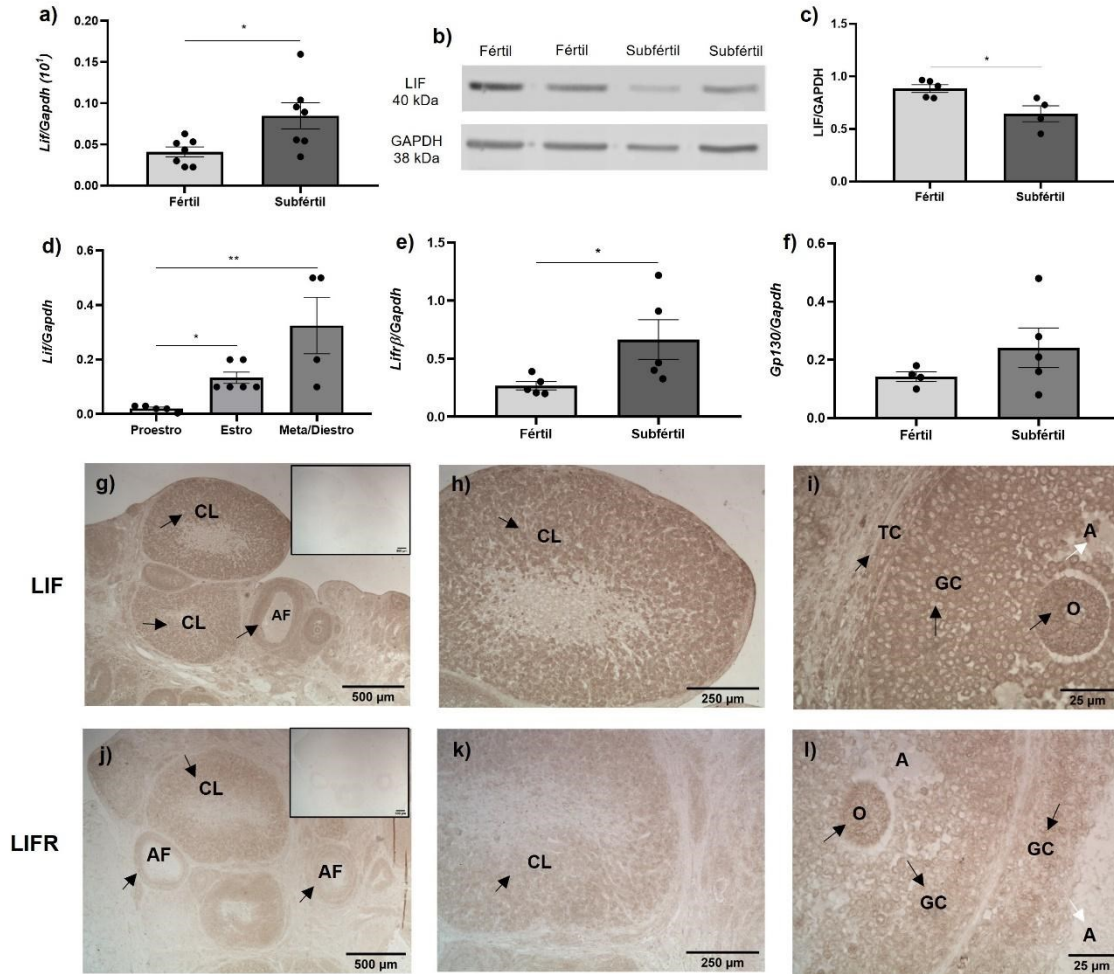 a)
Lif/Gapdh (10¹)
0.20
0.15
0.10
0.05
0.00
*
Fértil
Subfértil
b)
Fértil
Fértil
Subfértil
Subfértil
LIF
40 kDa
GAPDH
38 kDa
c)
LIF/GAPDH
1.5
1.0
0.5
0.0
*
Fértil
Subfértil
d)
Lif/Gapdh
0.6
0.4
0.2
0.0
**
*
Proestro
Estro
Meta/Diestro
e)
Lifrβ/Gapdh
1.5
1.0
0.5
0.0
*
Fértil
Subfértil
f)
Gp130/Gapdh
0.6
0.4
0.2
0.0
Fértil
Subfértil
LIF
g)
CL
CL
AF
500 µm
h)
CL
250 µm
i)
TC
GC
A
O
25 µm
LIFR
j)
CL
AF
AF
500 µm
k)
CL
250 µm
l)
A
O
GC
GC
A
25 µm